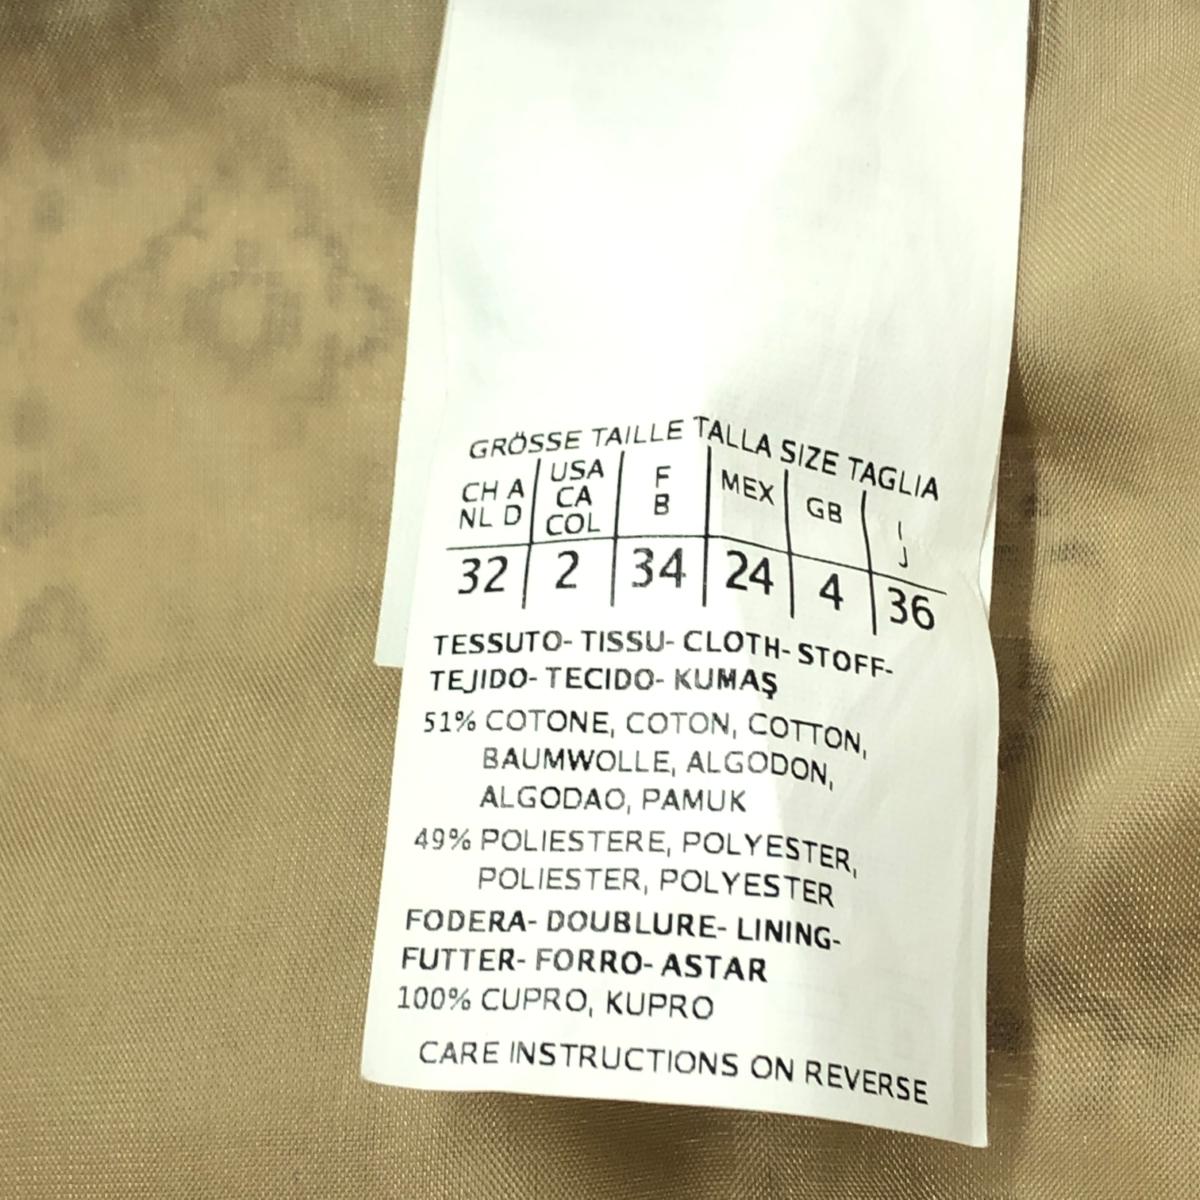 GRÖSSE TAILLE TALLA SIZE TAGLIA
CH A NL D | USA CA COL | F B | MEX | GB | I J
32 | 2 | 34 | 24 | 4 | 36
TESSUTO- TISSU- CLOTH- STOFF-
TEJIDO- TECIDO- KUMAŞ
51% COTONE, COTON, COTTON,
BAUMWOLLE, ALGODON,
ALGODAO, PAMUK
49% POLIESTERE, POLYESTER,
POLIESTER, POLYESTER
FODERA- DOUBLURE- LINING-
FUTTER- FORRO- ASTAR
100% CUPRO, KUPRO
CARE INSTRUCTIONS ON REVERSE